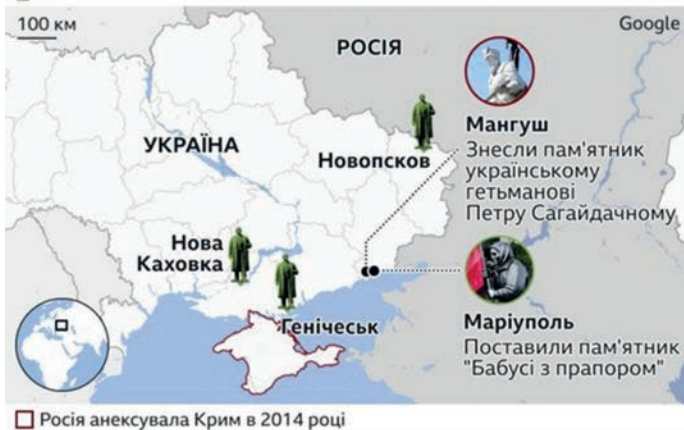 100 км
Google
РОСІЯ
УКРАЇНА
Новопсков
Мангуш
Знесли пам'ятник
українському
гетьманові
Петру Сагайдачному
Нова
Каховка
Генічеськ
Маріуполь
Поставили пам'ятник
"Бабусі з прапором"
Росія анексувала Крим в 2014 році